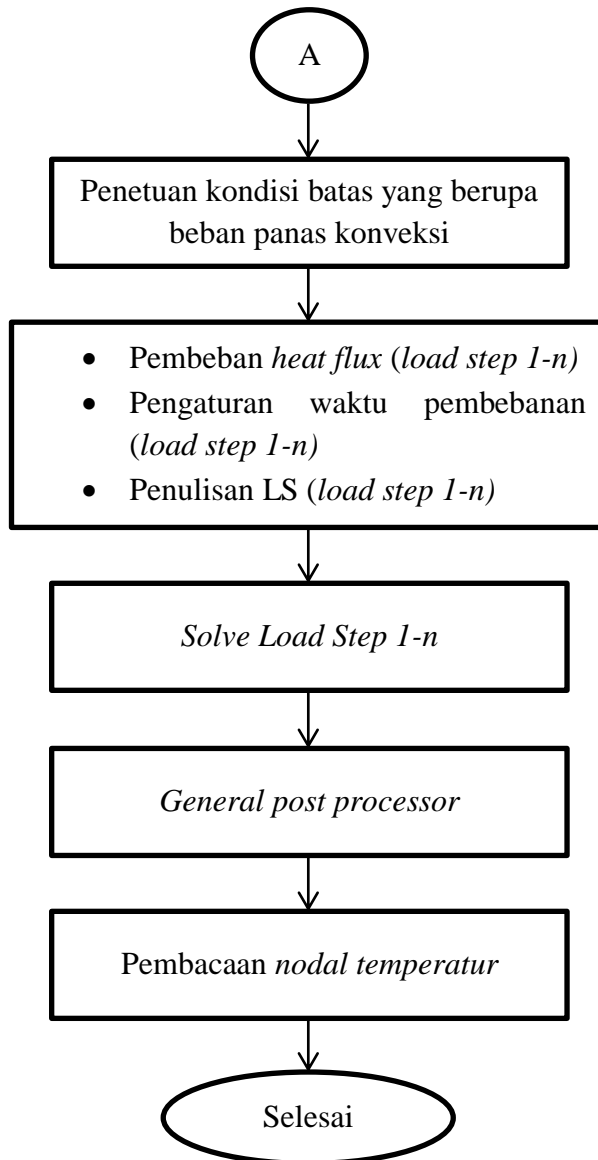 A
Penetuan kondisi batas yang berupa
beban panas konveksi
• Pembeban heat flux (load step 1-n)
• Pengaturan waktu pembebanan
(load step 1-n)
• Penulisan LS (load step 1-n)
Solve Load Step 1-n
General post processor
Pembacaan nodal temperatur
Selesai